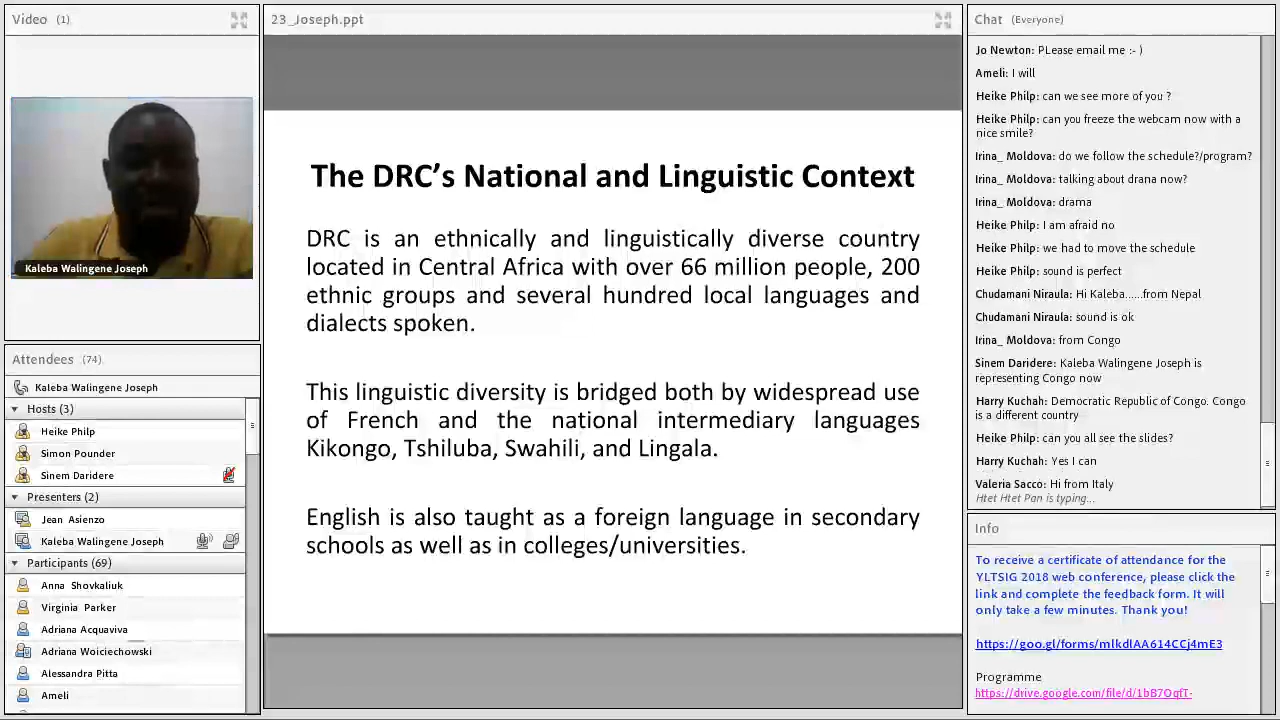 Video (1)
Kaleba Walingene Joseph
Attendees (74)
Kaleba Walingene Joseph
Hosts (3)
Heike Philp
Simon Pounder
Sinem Daridere
Presenters (2)
Jean Asienzo
Kaleba Walingene Joseph
Participants (69)
Anna Shovkaliuk
Virginia Parker
Adriana Acquaviva
Adriana Woiciechowski
Alessandra Pitta
Ameli
23_Joseph.ppt
The DRC’s National and Linguistic Context
DRC is an ethnically and linguistically diverse country
located in Central Africa with over 66 million people, 200
ethnic groups and several hundred local languages and
dialects spoken.
This linguistic diversity is bridged both by widespread use
of French and the national intermediary languages
Kikongo, Tshiluba, Swahili, and Lingala.
English is also taught as a foreign language in secondary
schools as well as in colleges/universities.
Chat (Everyone)
Jo Newton: PLease email me :- )
Ameli: I will
Heike Philp: can we see more of you ?
Heike Philp: can you freeze the webcam now with a
nice smile?
Irina_ Moldova: do we follow the schedule?/program?
Irina_ Moldova: talking about drana now?
Irina_ Moldova: drama
Heike Philp: I am afraid no
Heike Philp: we had to move the schedule
Heike Philp: sound is perfect
Chudamani Niraula: Hi Kaleba......from Nepal
Chudamani Niraula: sound is ok
Irina_ Moldova: from Congo
Sinem Daridere: Kaleba Walingene Joseph is
representing Congo now
Harry Kuchah: Democratic Republic of Congo. Congo
is a different country
Heike Philp: can you all see the slides?
Harry Kuchah: Yes I can
Valeria Sacco: Hi from Italy
Htet Htet Pan is typing...
Info
To receive a certificate of attendance for the
YLTSIG 2018 web conference, please click the
link and complete the feedback form. It will
only take a few minutes. Thank you!
https://goo.gl/forms/mlkdIAA614CCj4mE3
Programme
https://drive.google.com/file/d/1bB7OqfT-